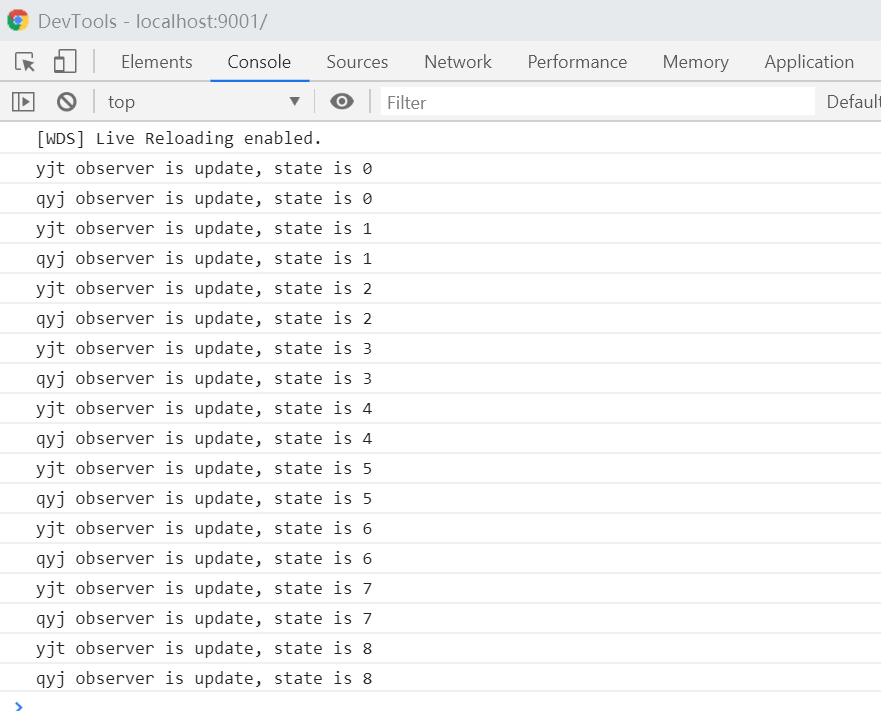 DevTools - localhost:9001/
Elements Console Sources Network Performance Memory Application
top Filter Default
[WDS] Live Reloading enabled.
yjt observer is update, state is 0
qyj observer is update, state is 0
yjt observer is update, state is 1
qyj observer is update, state is 1
yjt observer is update, state is 2
qyj observer is update, state is 2
yjt observer is update, state is 3
qyj observer is update, state is 3
yjt observer is update, state is 4
qyj observer is update, state is 4
yjt observer is update, state is 5
qyj observer is update, state is 5
yjt observer is update, state is 6
qyj observer is update, state is 6
yjt observer is update, state is 7
qyj observer is update, state is 7
yjt observer is update, state is 8
qyj observer is update, state is 8